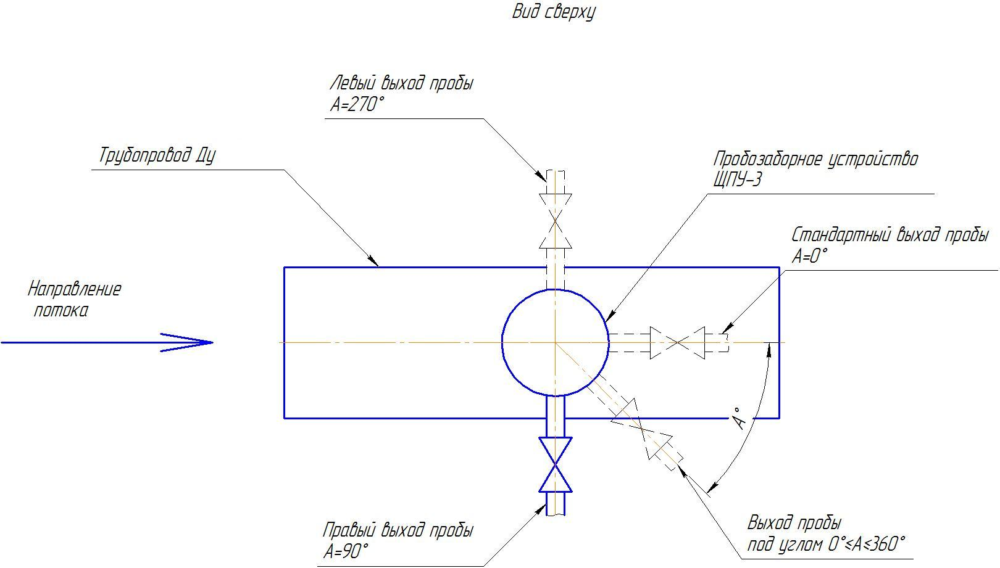 Вид сверху
Левый выход пробы
А=270°
Трубопровод Ду
Пробозаборное устройство
ЩПУ-3
Стандартный выход пробы
А=0°
Направление
потока
А°
Правый выход пробы
А=90°
Выход пробы
под углом 0°≤А≤360°